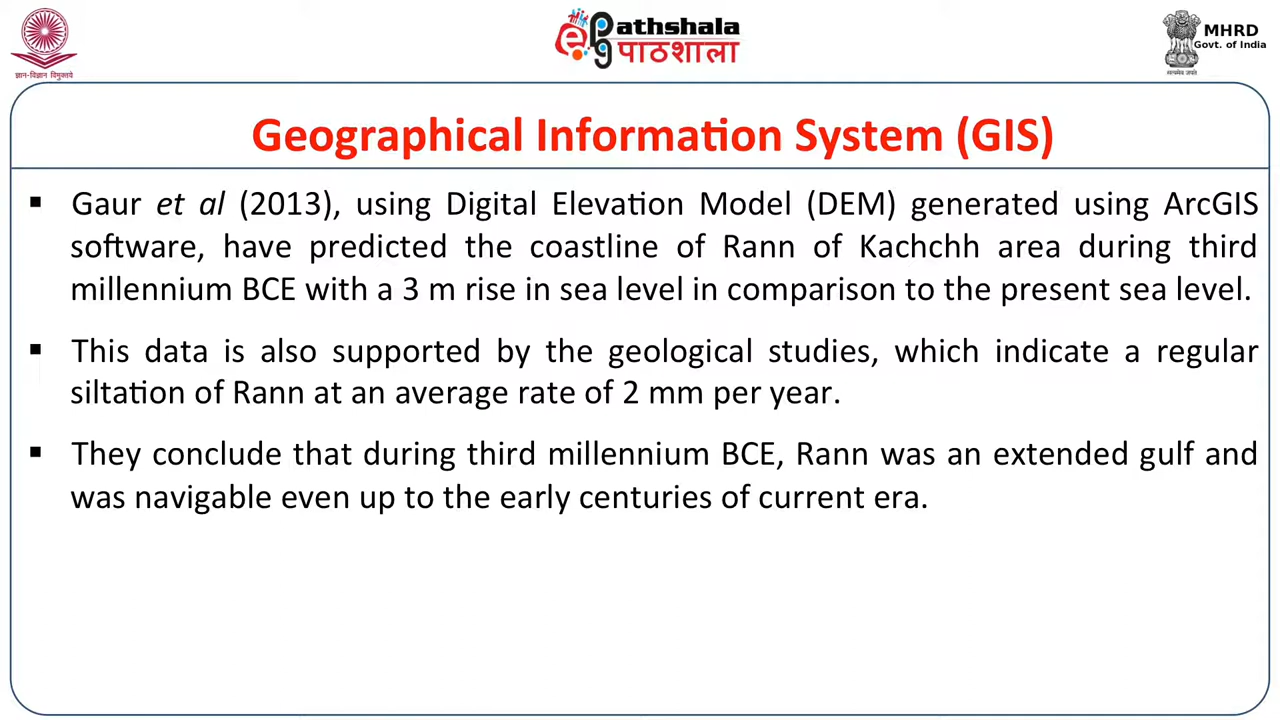 ज्ञान-विज्ञान विमुक्तये
ePathshala
पाठशाला
MHRD
Govt. of India
सत्यमेव जयते
Geographical Information System (GIS)
▪ Gaur et al (2013), using Digital Elevation Model (DEM) generated using ArcGIS
software, have predicted the coastline of Rann of Kachchh area during third
millennium BCE with a 3 m rise in sea level in comparison to the present sea level.
▪ This data is also supported by the geological studies, which indicate a regular
siltation of Rann at an average rate of 2 mm per year.
▪ They conclude that during third millennium BCE, Rann was an extended gulf and
was navigable even up to the early centuries of current era.